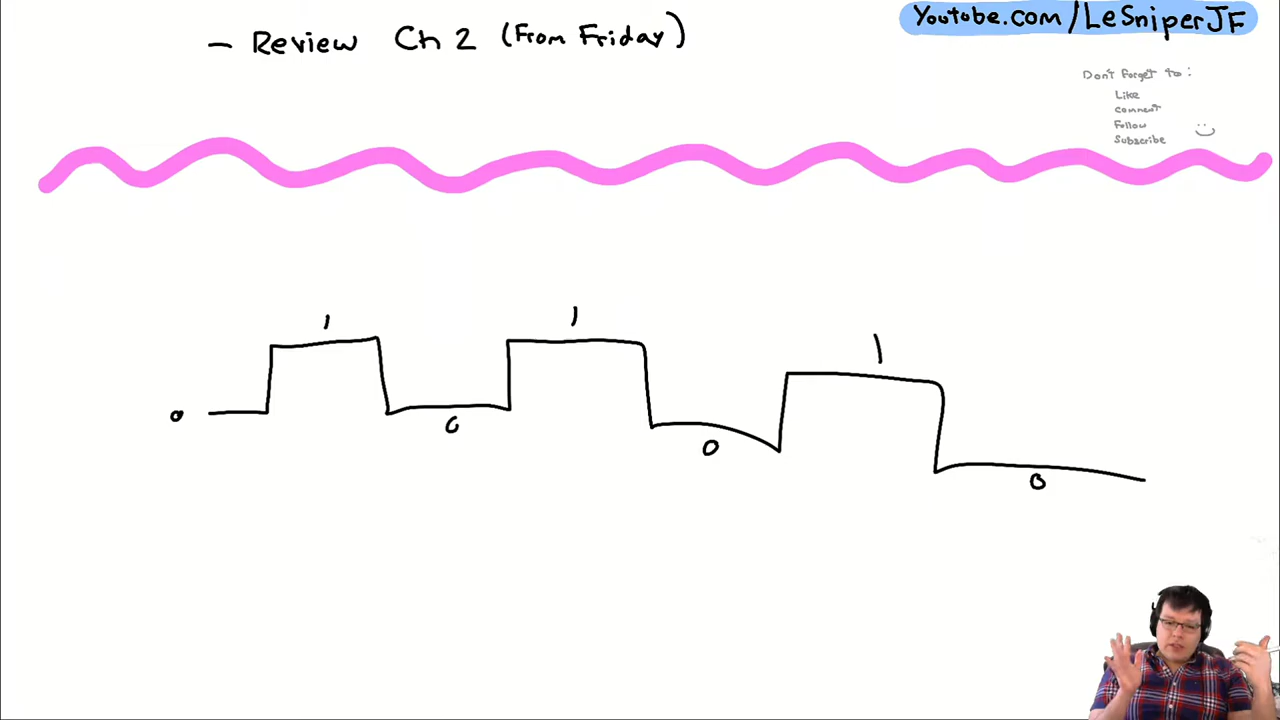 - Review Ch 2 (From Friday)
Youtube.com/LeSniperJF
Don't Forget to:
Like
Comment
Follow
Subscribe
1
1
1
0
0
0
0